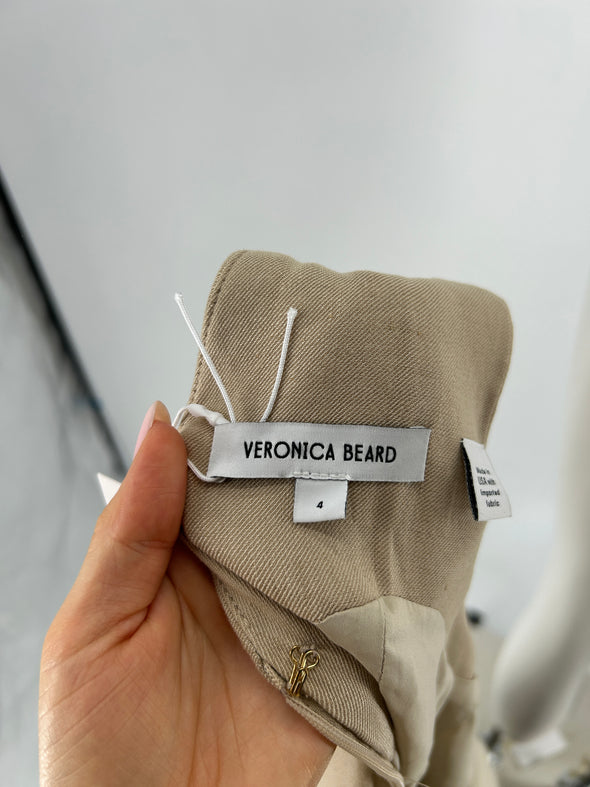 VERONICA BEARD
4
Made in
USA with
imported
fabric